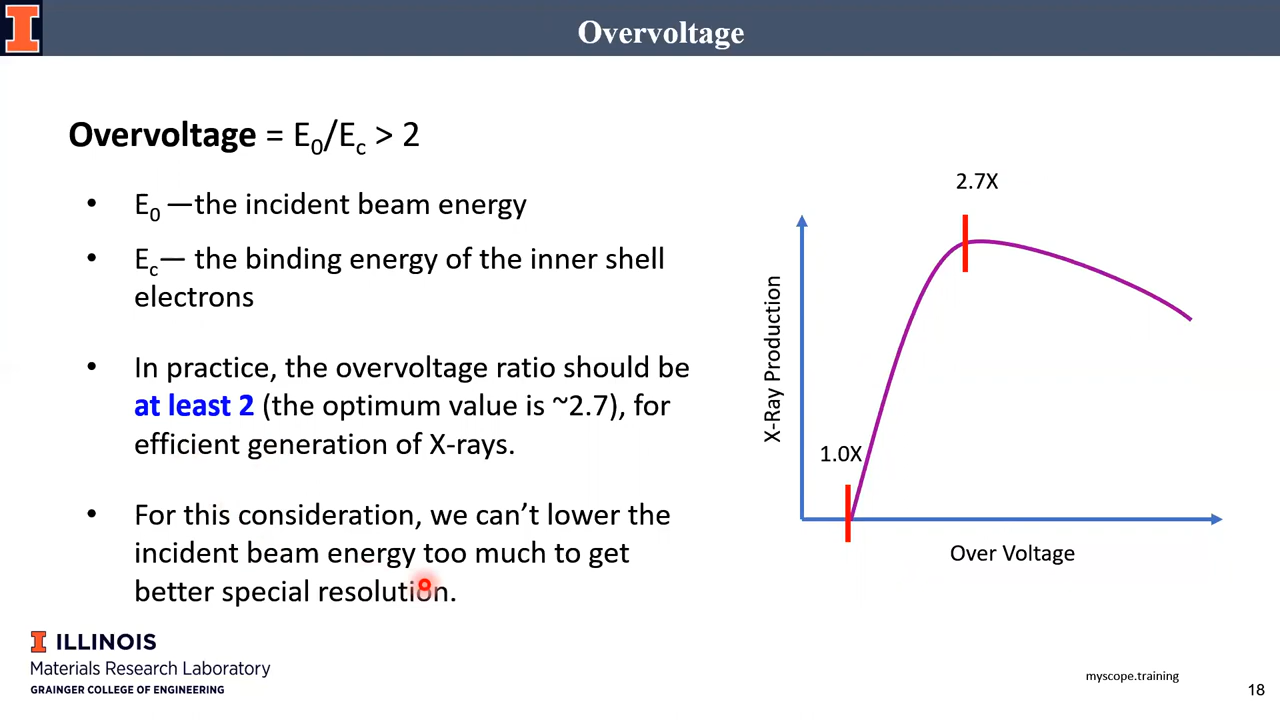 Overvoltage
Overvoltage = E0/Ec > 2
• E0 —the incident beam energy
• Ec— the binding energy of the inner shell
electrons
• In practice, the overvoltage ratio should be
at least 2 (the optimum value is ~2.7), for
efficient generation of X-rays.
• For this consideration, we can’t lower the
incident beam energy too much to get
better special resolution.
2.7X
X-Ray Production
1.0X
Over Voltage
I ILLINOIS
Materials Research Laboratory
GRAINGER COLLEGE OF ENGINEERING
myscope.training
18